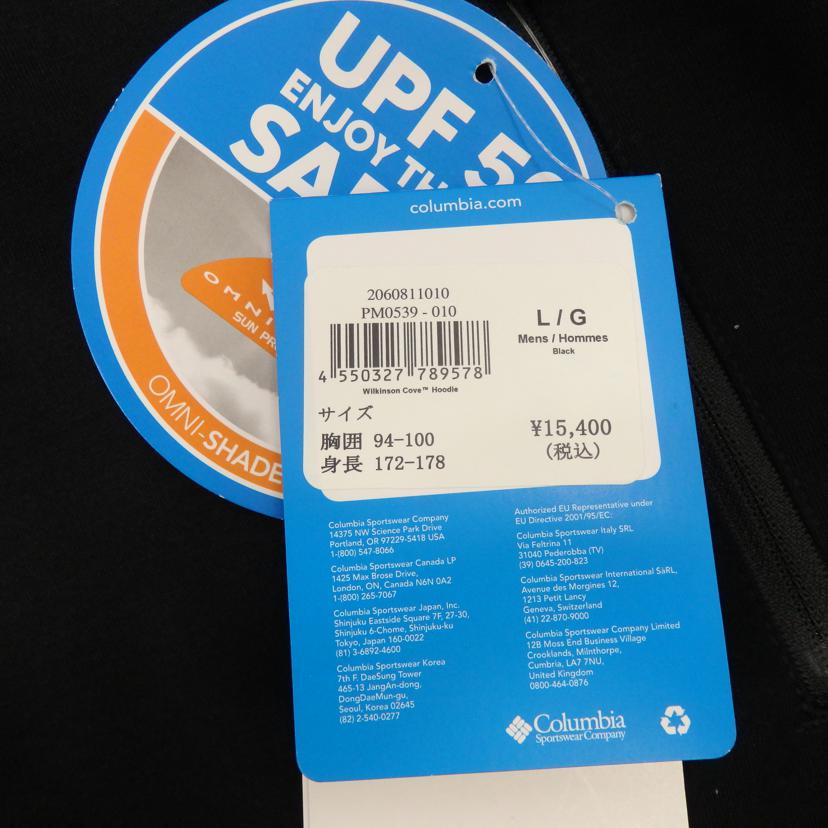 UPF 50
ENJOY TH
SAF
OMNI
SUN PR
OMNI-SHADE
columbia.com
2060811010
PM0539 - 010
4 550327 789578
Wilkinson Cove™ Hoodie
L / G
Mens / Hommes
Black
サイズ
胸囲 94-100
身長 172-178
¥15,400
(税込)
Columbia Sportswear Company
14375 NW Science Park Drive
Portland, OR 97229-5418 USA
1-(800) 547-8066
Columbia Sportswear Canada LP
1425 Max Brose Drive,
London, ON, Canada N6N 0A2
1-(800) 265-7067
Columbia Sportswear Japan, Inc.
Shinjuku Eastside Square 7F, 27-30,
Shinjuku 6-Chome, Shinjuku-ku
Tokyo, Japan 160-0022
(81) 3-6892-4600
Columbia Sportswear Korea
7th F. DaeSung Tower
465-13 JangAn-dong,
DongDaeMun-gu,
Seoul, Korea 02645
(82) 2-540-0277
Authorized EU Representative under
EU Directive 2001/95/EC:
Columbia Sportswear Italy SRL
Via Feltrina 11
31040 Pederobba (TV)
(39) 0645-200-823
Columbia Sportswear International SàRL,
Avenue des Morgines 12,
1213 Petit Lancy
Geneva, Switzerland
(41) 22-870-9000
Columbia Sportswear Company Limited
12B Moss End Business Village
Crooklands, Milnthorpe,
Cumbria, LA7 7NU,
United Kingdom
0800-464-0876
Columbia
Sportswear Company